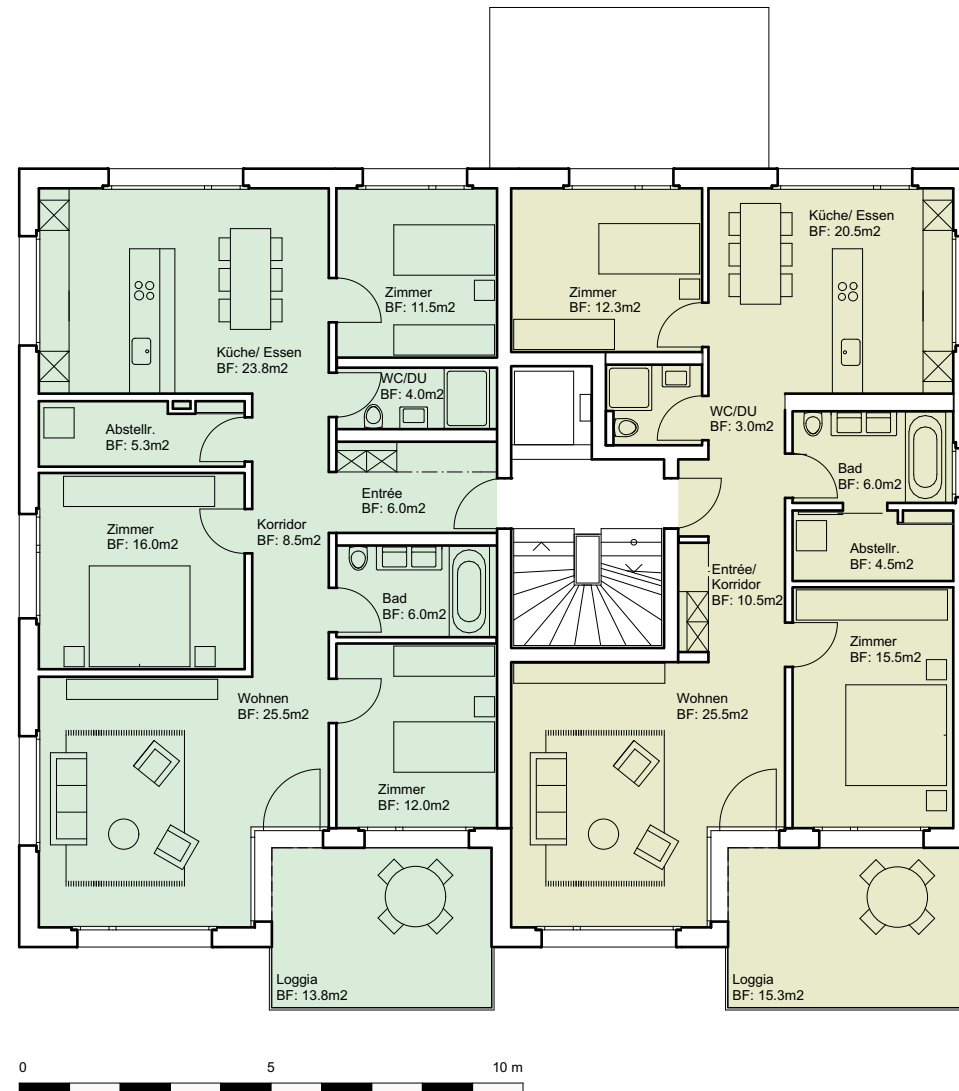 Küche/ Essen
BF: 20.5m2
Zimmer
BF: 11.5m2
Zimmer
BF: 12.3m2
Küche/ Essen
BF: 23.8m2
WC/DU
BF: 4.0m2
WC/DU
BF: 3.0m2
Abstellr.
BF: 5.3m2
Bad
BF: 6.0m2
Entrée
BF: 6.0m2
Zimmer
BF: 16.0m2
Korridor
BF: 8.5m2
Abstellr.
BF: 4.5m2
Entrée/
Korridor
BF: 10.5m2
Bad
BF: 6.0m2
Zimmer
BF: 15.5m2
Wohnen
BF: 25.5m2
Wohnen
BF: 25.5m2
Zimmer
BF: 12.0m2
Loggia
BF: 13.8m2
Loggia
BF: 15.3m2
0 5 10 m